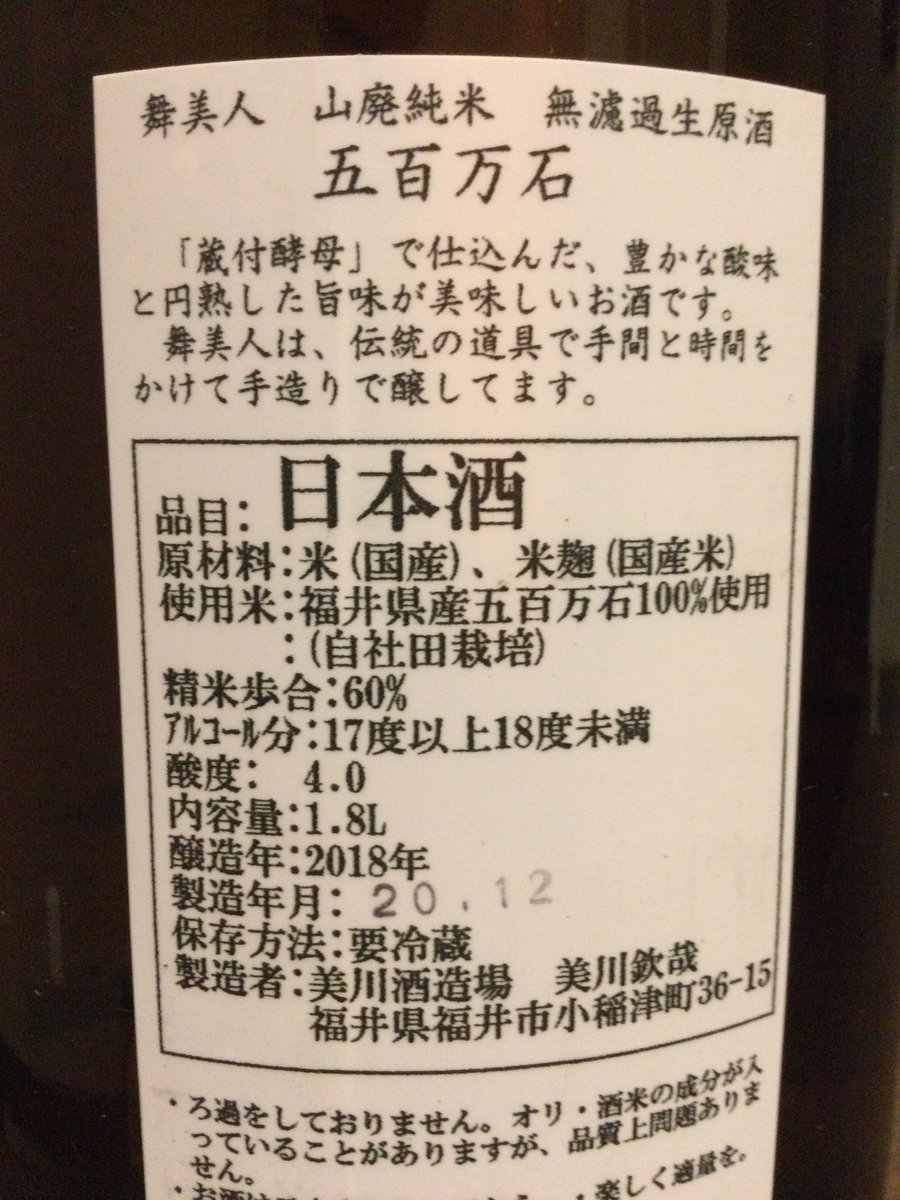 舞美人　山廃純米　無濾過生原酒
五百万石
「蔵付酵母」で仕込んだ、豊かな酸味
と円熟した旨味が美味しいお酒です。
舞美人は、伝統の道具で手間と時間を
かけて手造りで醸してます。
品目：日本酒
原材料：米(国産)、米麹(国産米)
使用米：福井県産五百万石100%使用
：(自社田栽培)
精米歩合：60%
ｱﾙｺｰﾙ分：17度以上18度未満
酸度：　4.0
内容量：1.8L
醸造年：2018年
製造年月：20.12
保存方法：要冷蔵
製造者：美川酒造場　美川欽哉
福井県福井市小稲津町36-15
・ろ過をしておりません。オリ・酒米の成分が入
っていることがありますが、品質上問題ありま
せん。
・お酒は
楽しく適量を。